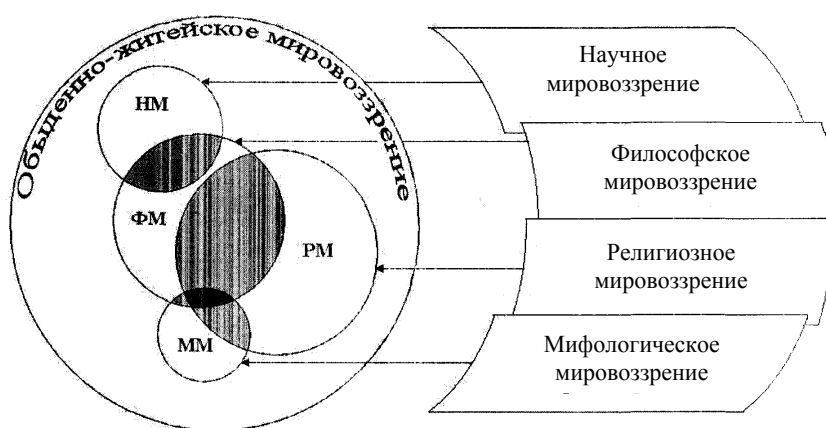 Обыденно-житейское мировоззрение
НМ
ФМ
РМ
ММ
Научное
мировоззрение
Философское
мировоззрение
Религиозное
мировоззрение
Мифологическое
мировоззрение